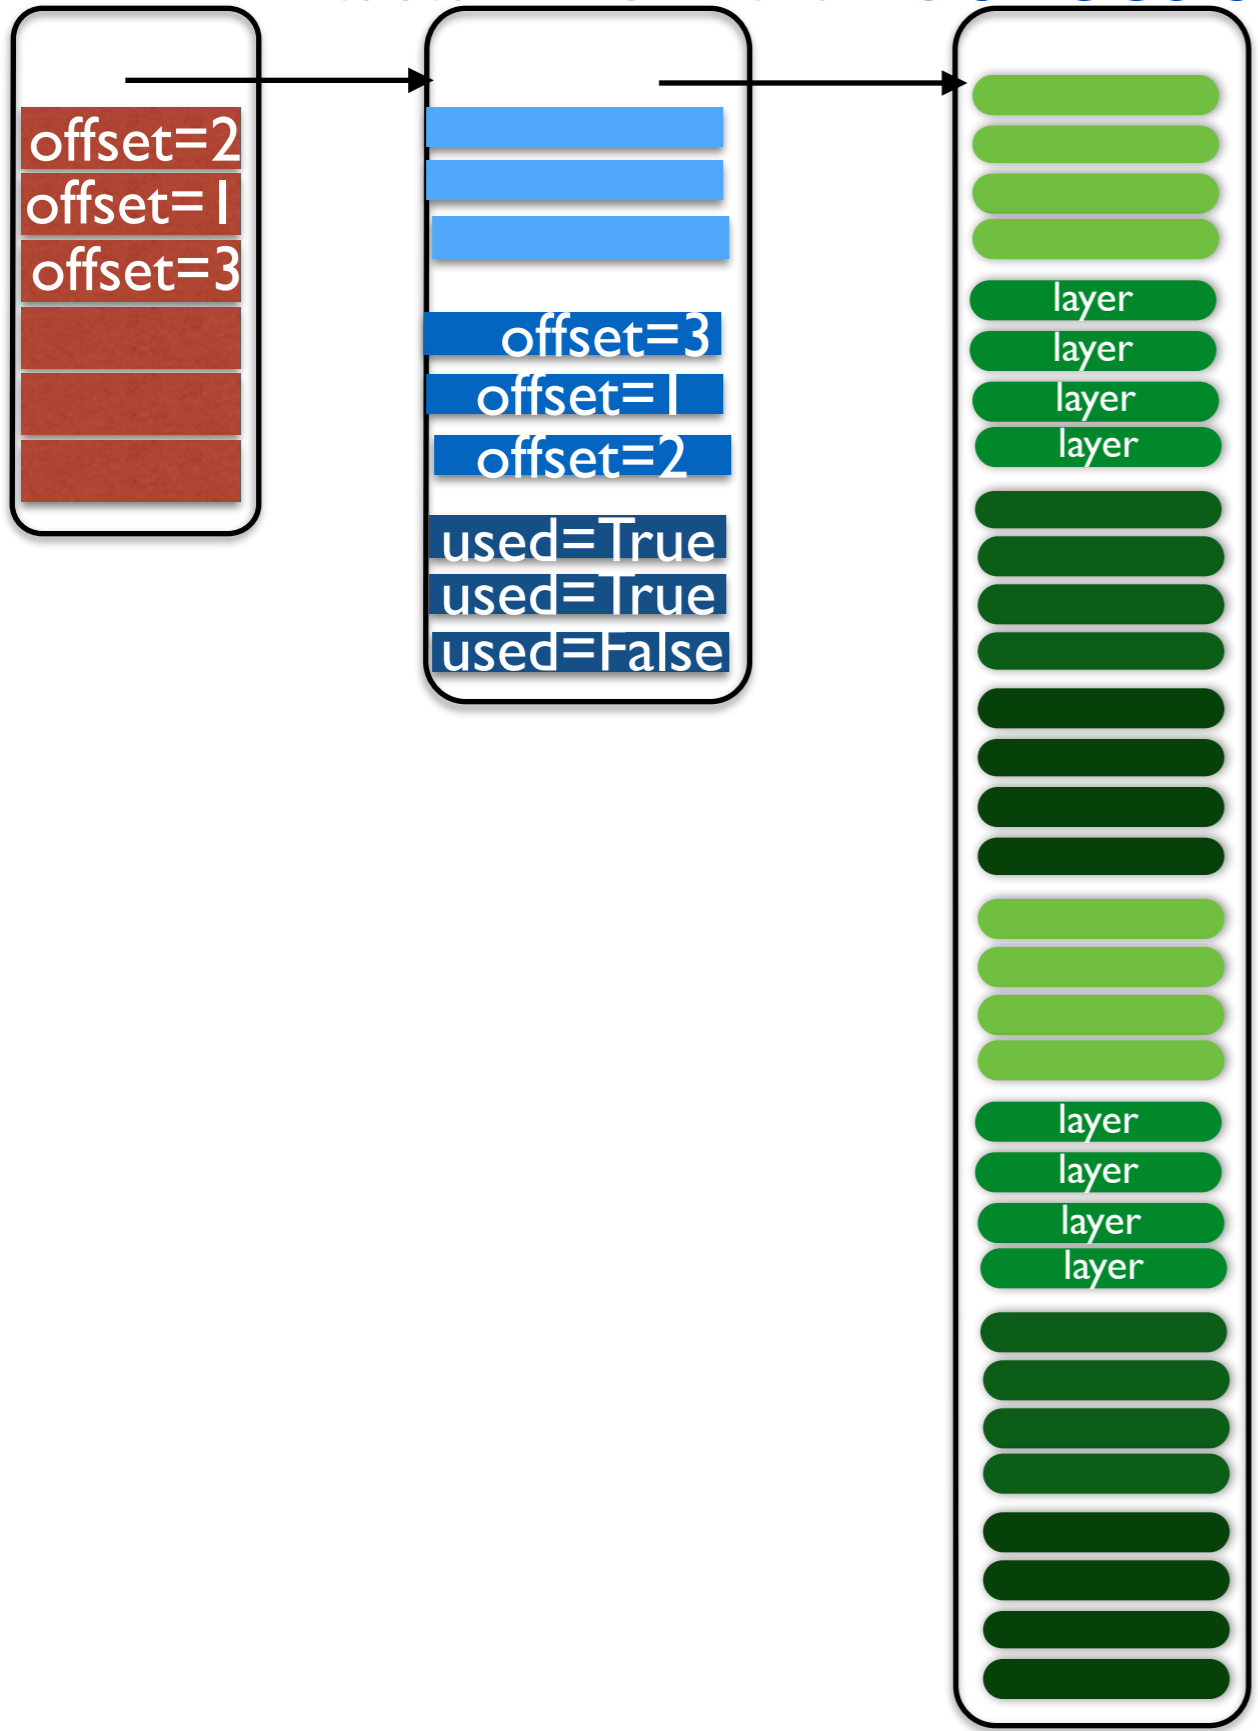 offset=2
offset=1
offset=3
offset=3
offset=1
offset=2
used=True
used=True
used=False
layer
layer
layer
layer
layer
layer
layer
layer